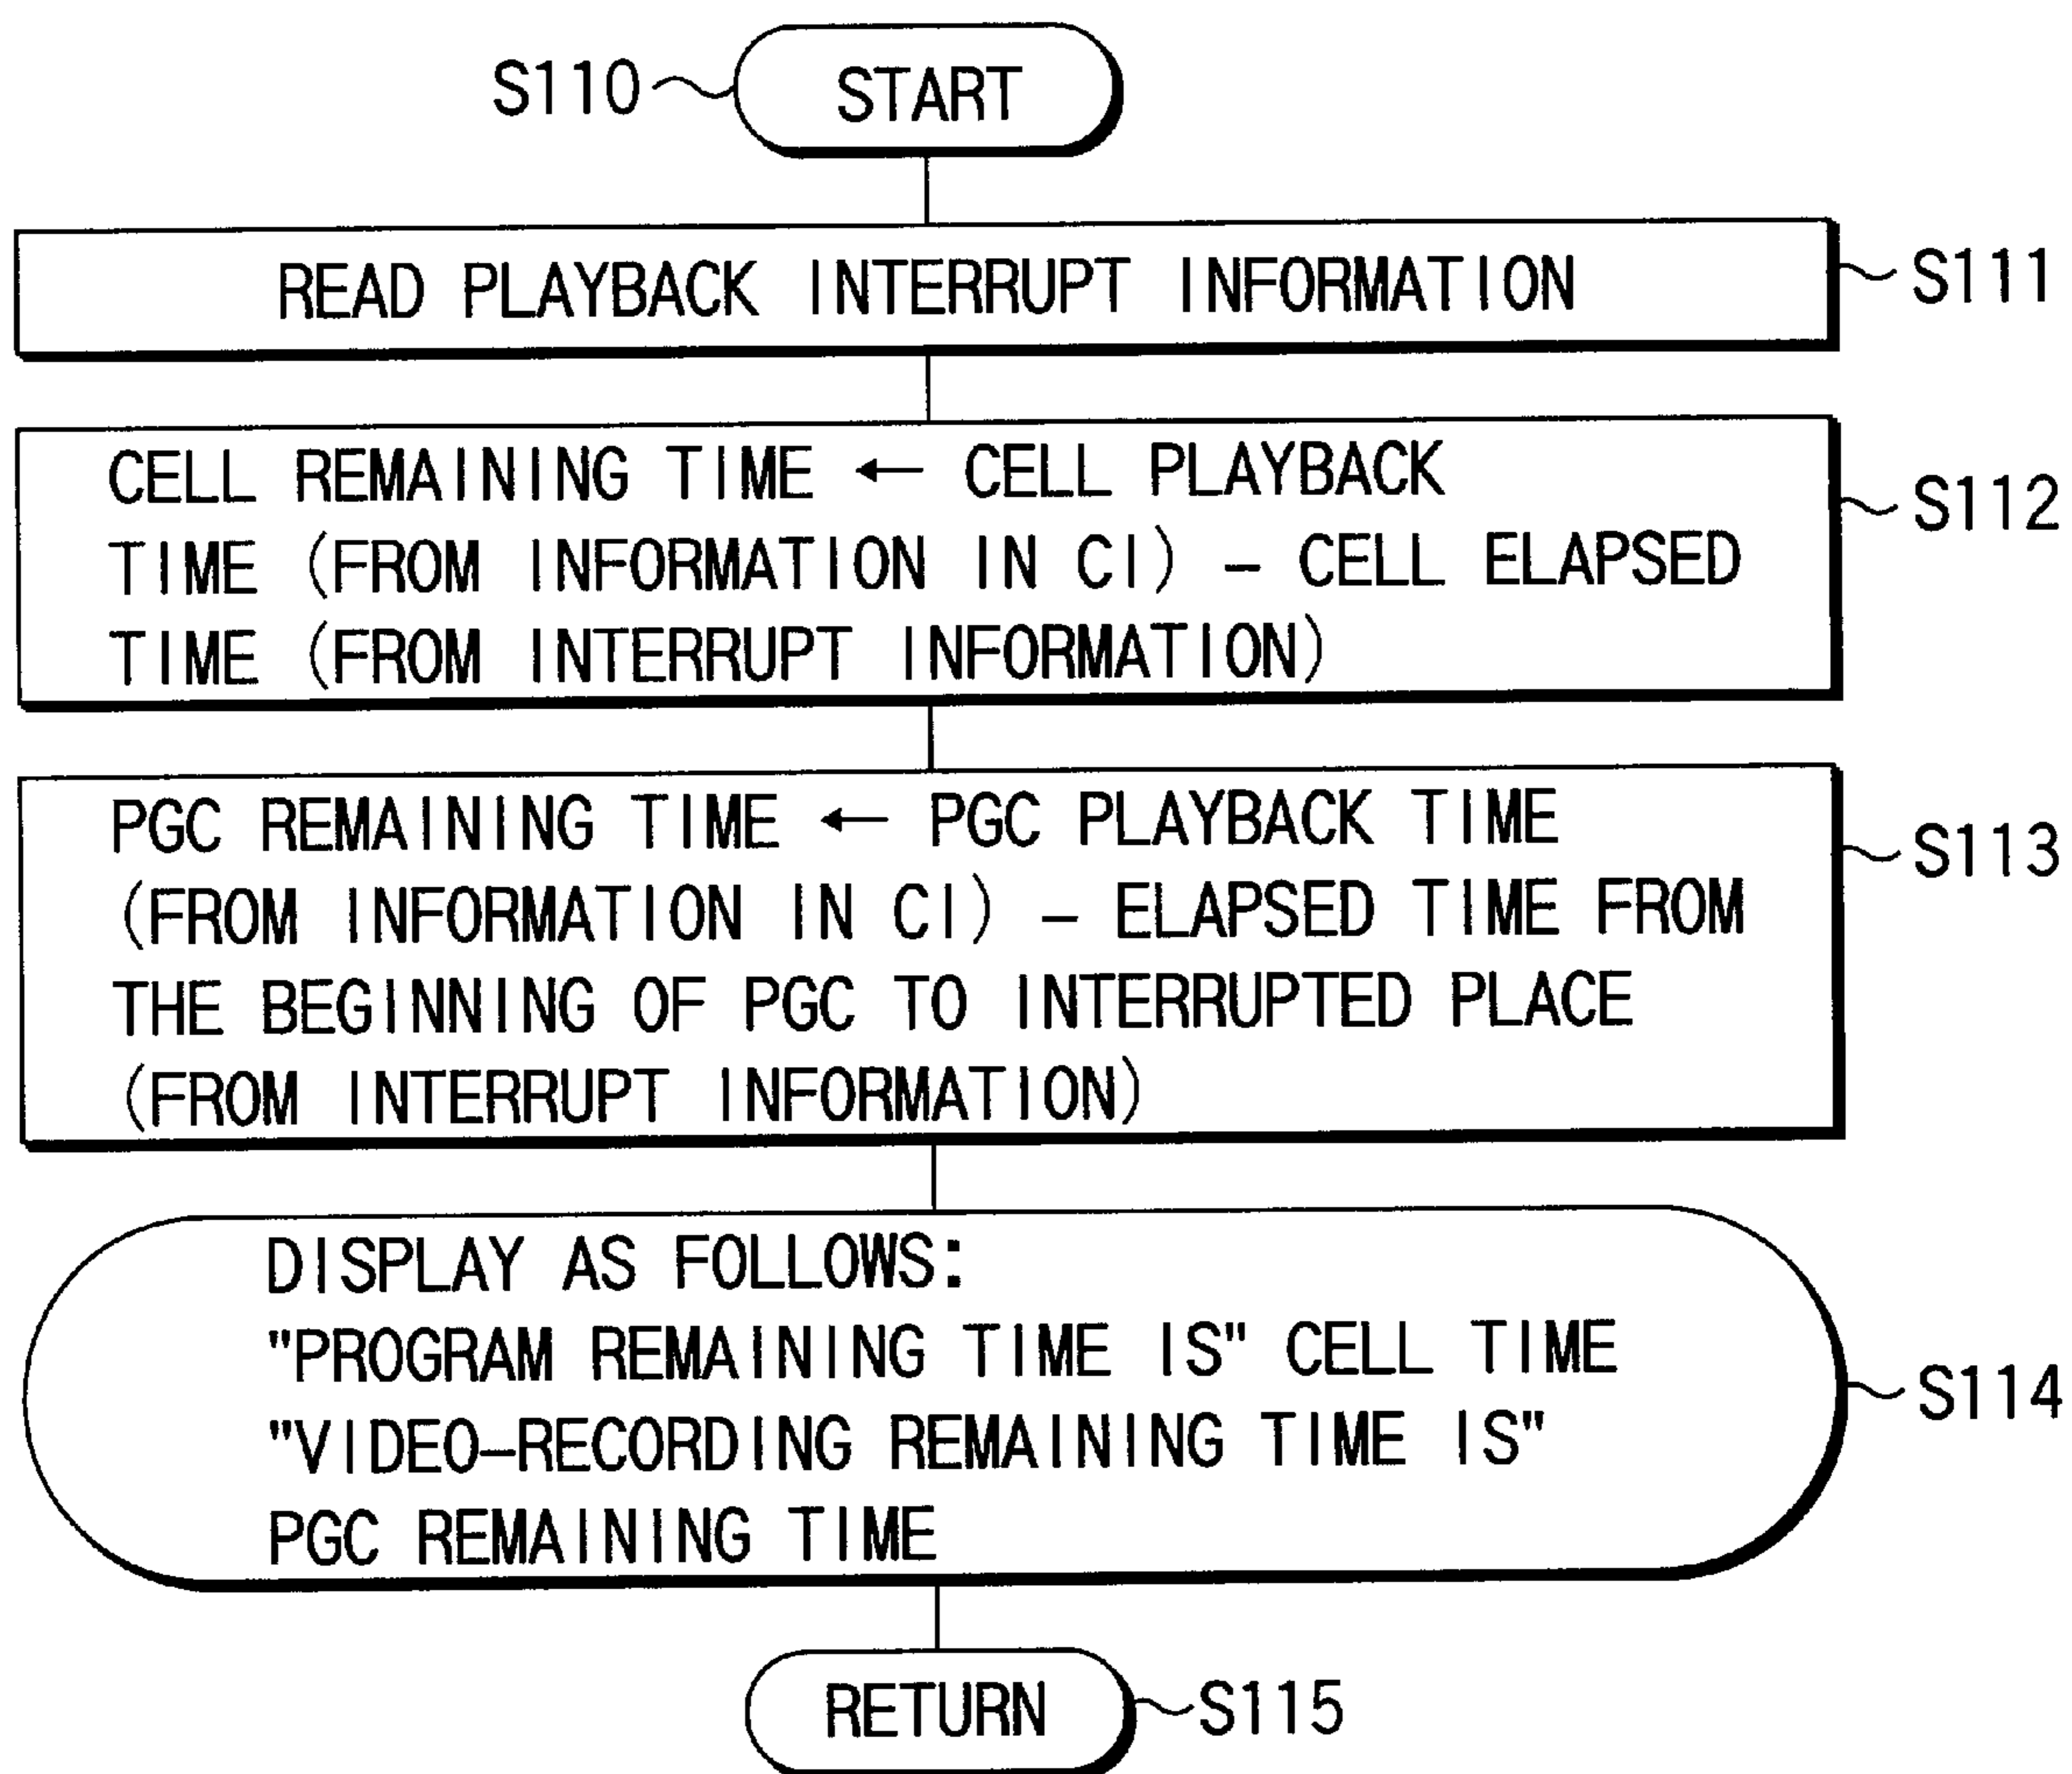 S110
START
READ PLAYBACK INTERRUPT INFORMATION
S111
CELL REMAINING TIME ← CELL PLAYBACK
TIME (FROM INFORMATION IN CI) – CELL ELAPSED
TIME (FROM INTERRUPT INFORMATION)
S112
PGC REMAINING TIME ← PGC PLAYBACK TIME
(FROM INFORMATION IN CI) – ELAPSED TIME FROM
THE BEGINNING OF PGC TO INTERRUPTED PLACE
(FROM INTERRUPT INFORMATION)
S113
DISPLAY AS FOLLOWS:
"PROGRAM REMAINING TIME IS" CELL TIME
"VIDEO-RECORDING REMAINING TIME IS"
PGC REMAINING TIME
S114
RETURN
S115